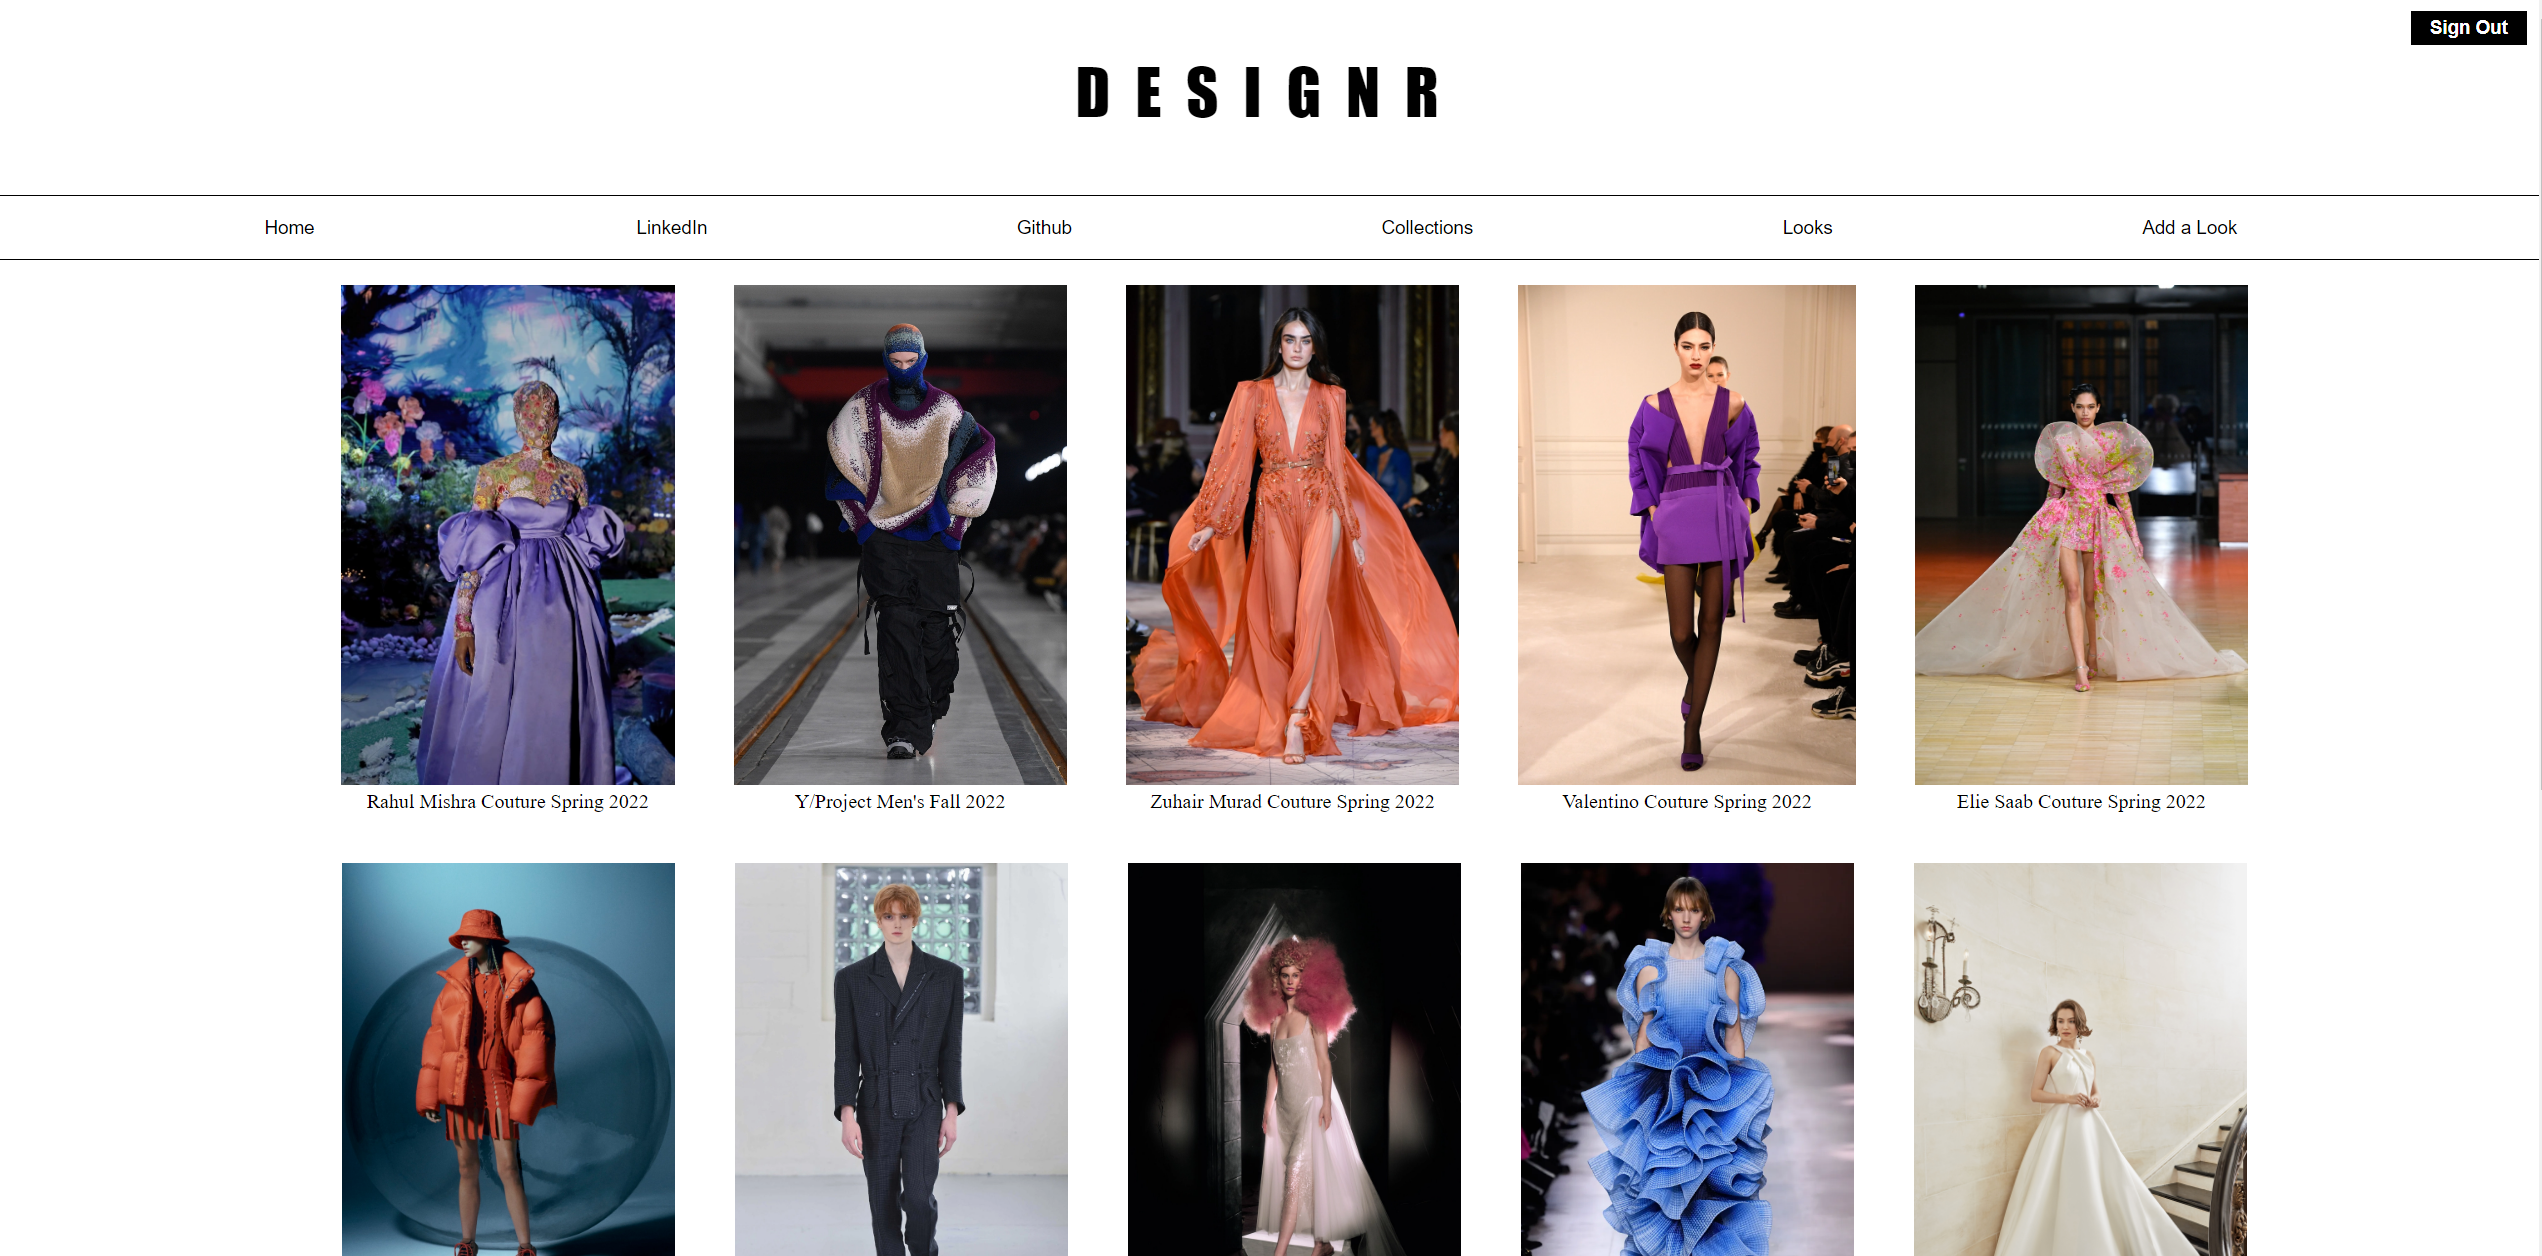 Sign Out
DESIGNR
Home LinkedIn Github Collections Looks Add a Look
Rahul Mishra Couture Spring 2022 Y/Project Men's Fall 2022 Zuhair Murad Couture Spring 2022 Valentino Couture Spring 2022 Elie Saab Couture Spring 2022